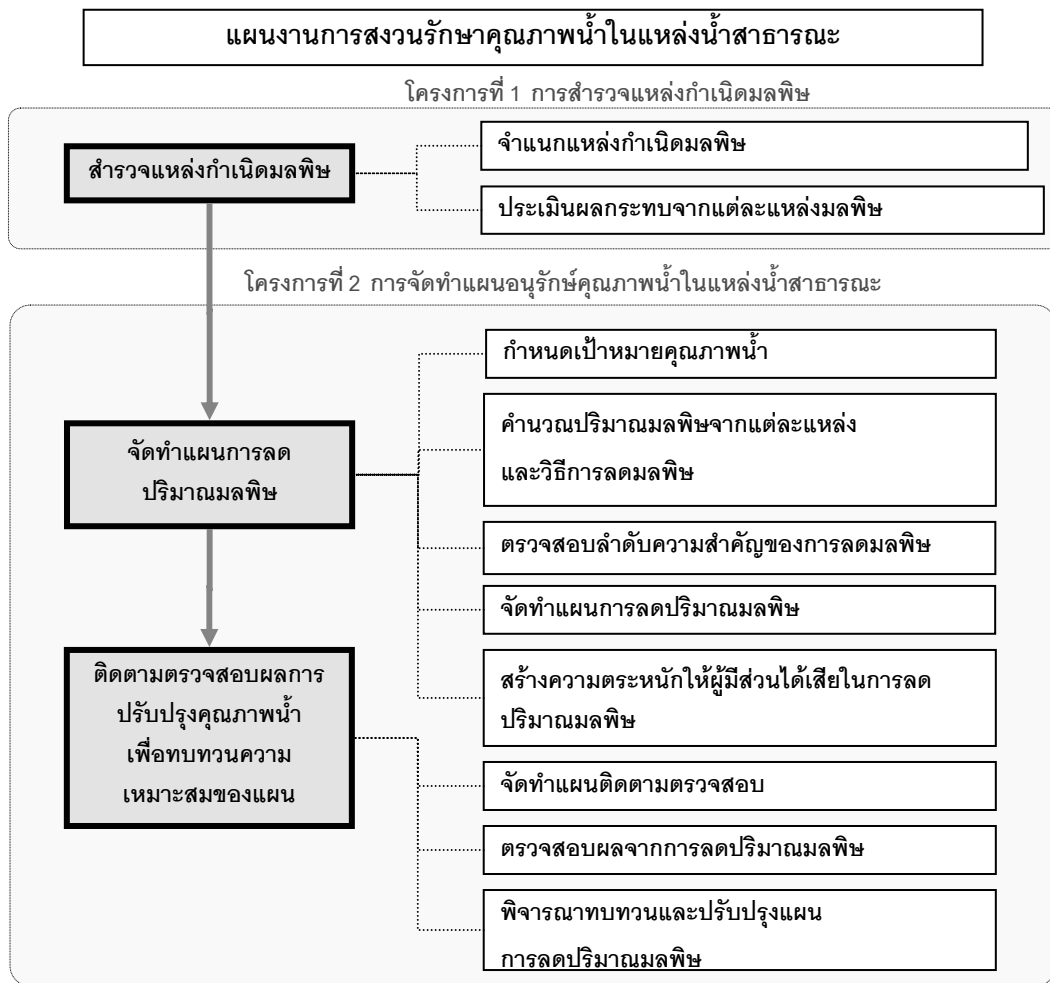 แผนงานการสงวนรักษาคุณภาพน้ำในแหล่งน้ำสาธารณะ
โครงการที่ 1 การสำรวจแหล่งกำเนิดมลพิษ
สำรวจแหล่งกำเนิดมลพิษ
จำแนกแหล่งกำเนิดมลพิษ
ประเมินผลกระทบจากแต่ละแหล่งมลพิษ
โครงการที่ 2 การจัดทำแผนอนุรักษ์คุณภาพน้ำในแหล่งน้ำสาธารณะ
จัดทำแผนการลด
ปริมาณมลพิษ
กำหนดเป้าหมายคุณภาพน้ำ
คำนวณปริมาณมลพิษจากแต่ละแหล่ง
และวิธีการลดมลพิษ
ตรวจสอบลำดับความสำคัญของการลดมลพิษ
จัดทำแผนการลดปริมาณมลพิษ
สร้างความตระหนักให้ผู้มีส่วนได้เสียในการลด
ปริมาณมลพิษ
ติดตามตรวจสอบผลการ
ปรับปรุงคุณภาพน้ำ
เพื่อทบทวนความ
เหมาะสมของแผน
จัดทำแผนติดตามตรวจสอบ
ตรวจสอบผลจากการลดปริมาณมลพิษ
พิจารณาทบทวนและปรับปรุงแผน
การลดปริมาณมลพิษ